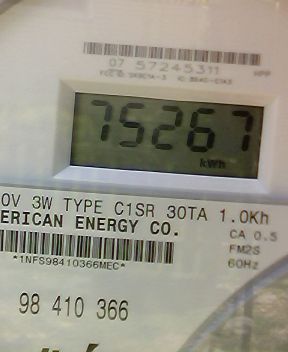 07 57245311 HPP
75267
kWh
0V 3W TYPE C1SR 30TA 1.0Kh
ERICAN ENERGY CO.
CA 0.5
FM2S
60Hz
*1NFS98410366MEC*
98 410 366